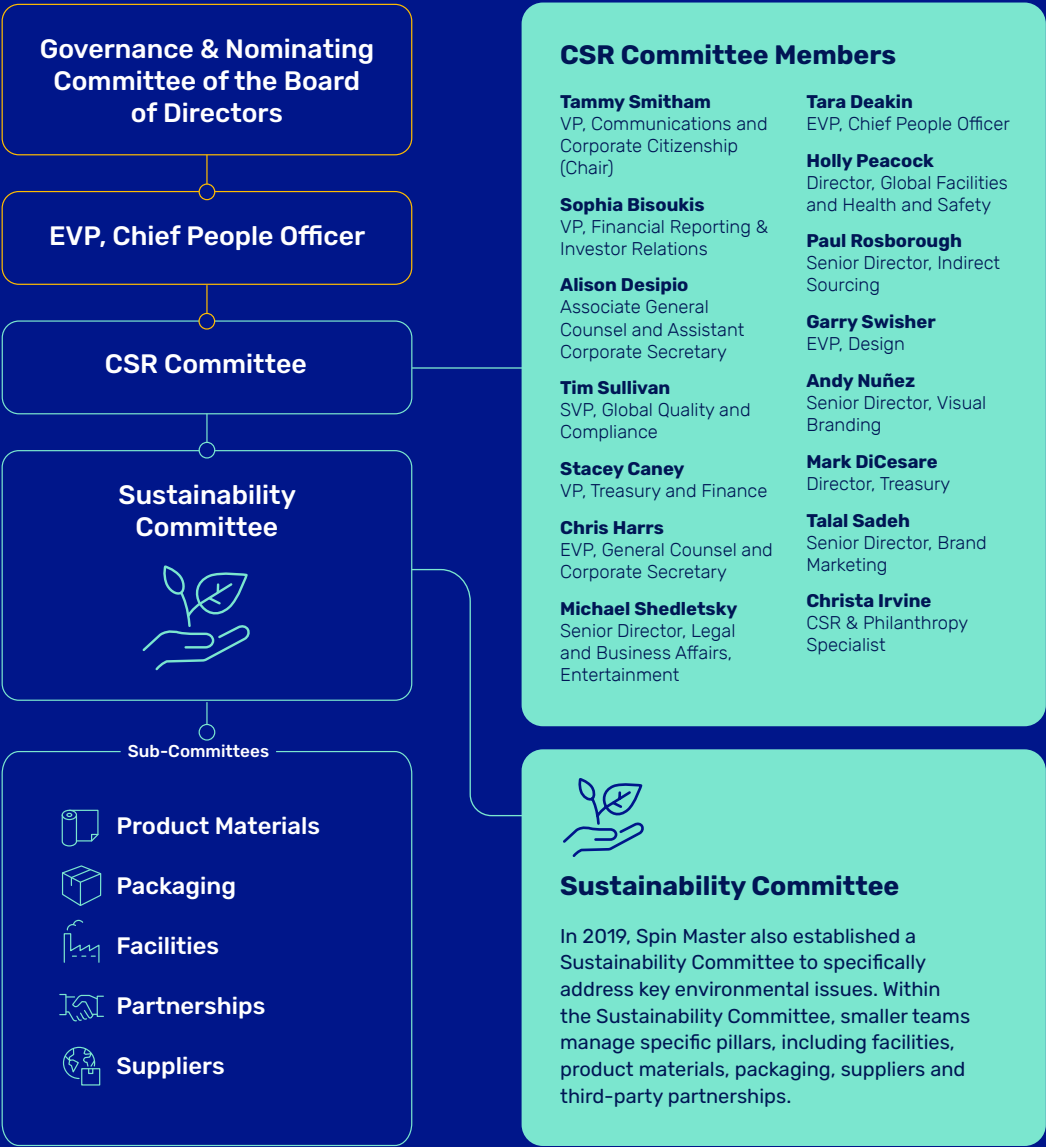 Governance & Nominating
Committee of the Board
of Directors
EVP, Chief People Officer
CSR Committee
Sustainability
Committee
Sub-Committees
Product Materials
Packaging
Facilities
Partnerships
Suppliers
CSR Committee Members
Tammy Smitham
VP, Communications and
Corporate Citizenship
(Chair)
Sophia Bisoukis
VP, Financial Reporting &
Investor Relations
Alison Desipio
Associate General
Counsel and Assistant
Corporate Secretary
Tim Sullivan
SVP, Global Quality and
Compliance
Stacey Caney
VP, Treasury and Finance
Chris Harrs
EVP, General Counsel and
Corporate Secretary
Michael Shedletsky
Senior Director, Legal
and Business Affairs,
Entertainment
Tara Deakin
EVP, Chief People Officer
Holly Peacock
Director, Global Facilities
and Health and Safety
Paul Rosborough
Senior Director, Indirect
Sourcing
Garry Swisher
EVP, Design
Andy Nuñez
Senior Director, Visual
Branding
Mark DiCesare
Director, Treasury
Talal Sadeh
Senior Director, Brand
Marketing
Christa Irvine
CSR & Philanthropy
Specialist
Sustainability Committee
In 2019, Spin Master also established a
Sustainability Committee to specifically
address key environmental issues. Within
the Sustainability Committee, smaller teams
manage specific pillars, including facilities,
product materials, packaging, suppliers and
third-party partnerships.